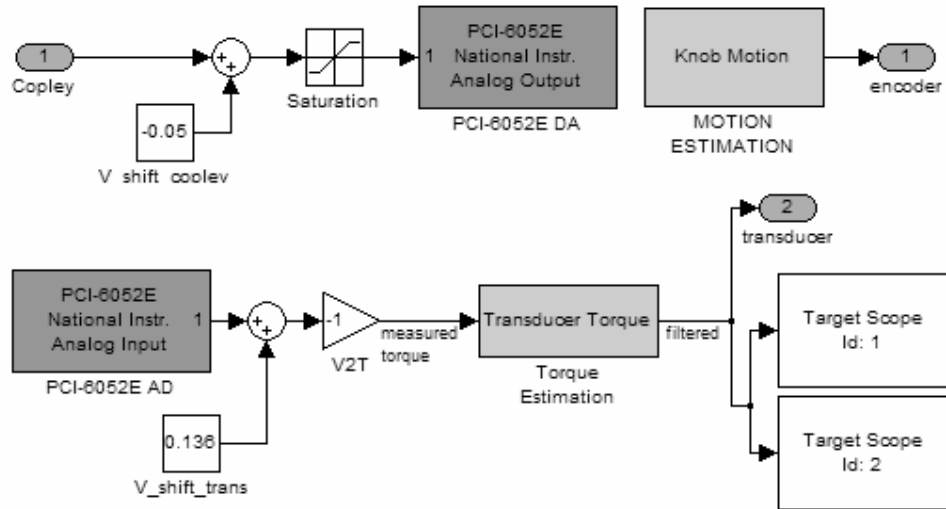 1
Copley
+
+
-0.05
V_shift_copley
Saturation
1
PCI-6052E
National Instr.
Analog Output
PCI-6052E DA
Knob Motion
MOTION
ESTIMATION
1
encoder
2
transducer
PCI-6052E
National Instr.
Analog Input
1
PCI-6052E AD
+
+
0.136
V_shift_trans
-1
V2T
measured
torque
Transducer Torque
Torque
Estimation
filtered
Target Scope
Id: 1
Target Scope
Id: 2